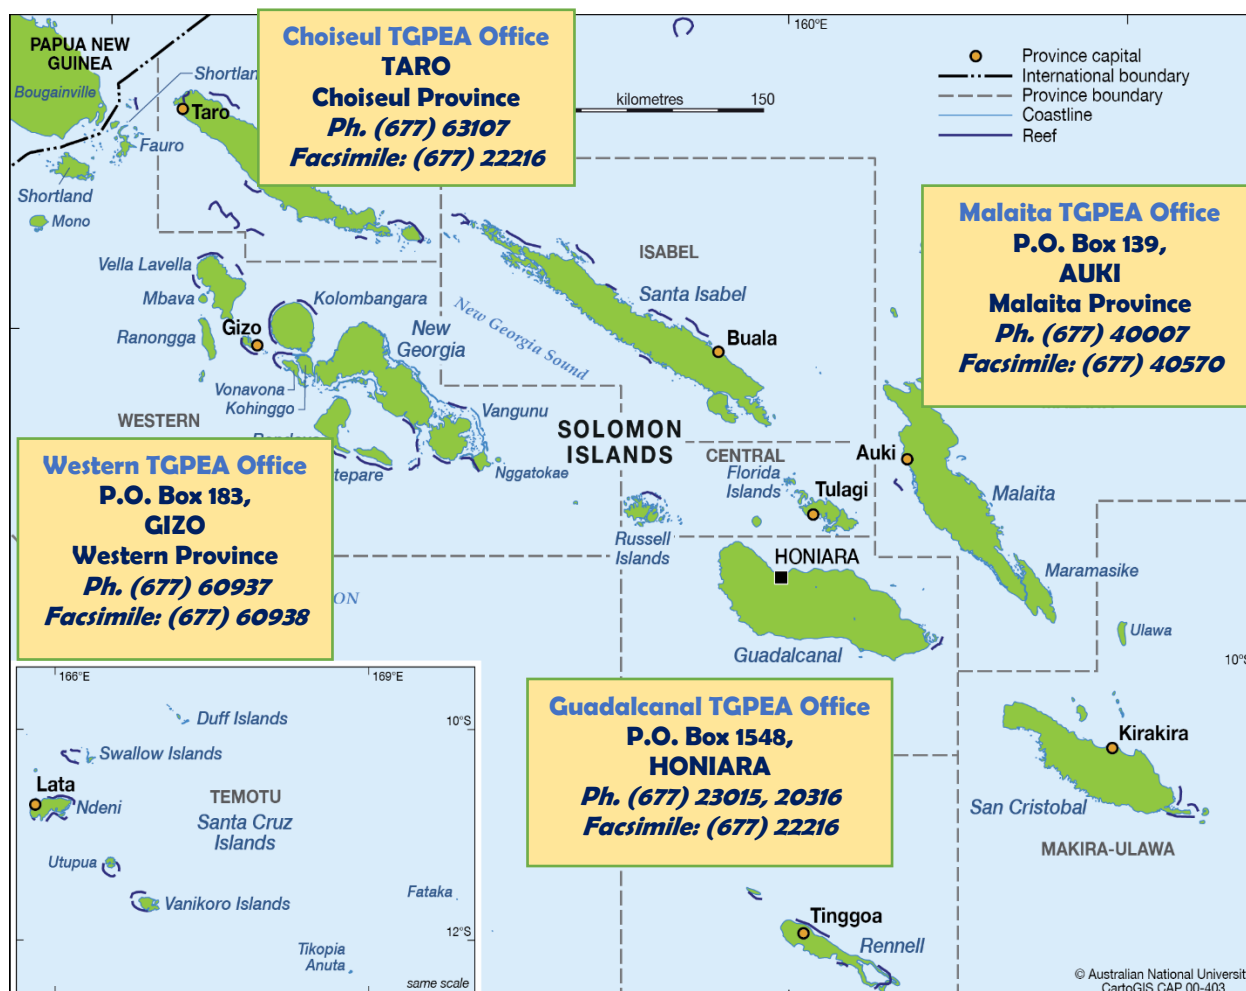 160°E
PAPUA NEW
GUINEA
Bougainville
Choiseul TGPEA Office
TARO
Choiseul Province
Ph. (677) 63107
Facsimile: (677) 22216
Province capital
International boundary
Province boundary
Coastline
Reef
kilometres 150
Taro
Fauro
Shortland
Mono
Malaita TGPEA Office
P.O. Box 139,
AUKI
Malaita Province
Ph. (677) 40007
Facsimile: (677) 40570
ISABEL
Santa Isabel
Buala
Vella Lavella
Mbava
Ranongga
Gizo
Kolombangara
New
Georgia
New Georgia Sound
Vonavona
Kohinggo
Vangunu
WESTERN
Nggatokae
SOLOMON
ISLANDS
CENTRAL
Florida
Islands
Tulagi
Auki
Malaita
Russell
Islands
HONIARA
Maramasike
Ulawa
Guadalcanal
10°S
Western TGPEA Office
P.O. Box 183,
GIZO
Western Province
Ph. (677) 60937
Facsimile: (677) 60938
Guadalcanal TGPEA Office
P.O. Box 1548,
HONIARA
Ph. (677) 23015, 20316
Facsimile: (677) 22216
Kirakira
San Cristobal
MAKIRA-ULAWA
166°E
169°E
Duff Islands
10°S
Swallow Islands
Lata
Ndeni
TEMOTU
Santa Cruz
Islands
Utupua
Vanikoro Islands
Fataka
12°S
Tikopia
Anuta
same scale
Tinggoa
Rennell
© Australian National Universit
CartoGIS CAP 00-403